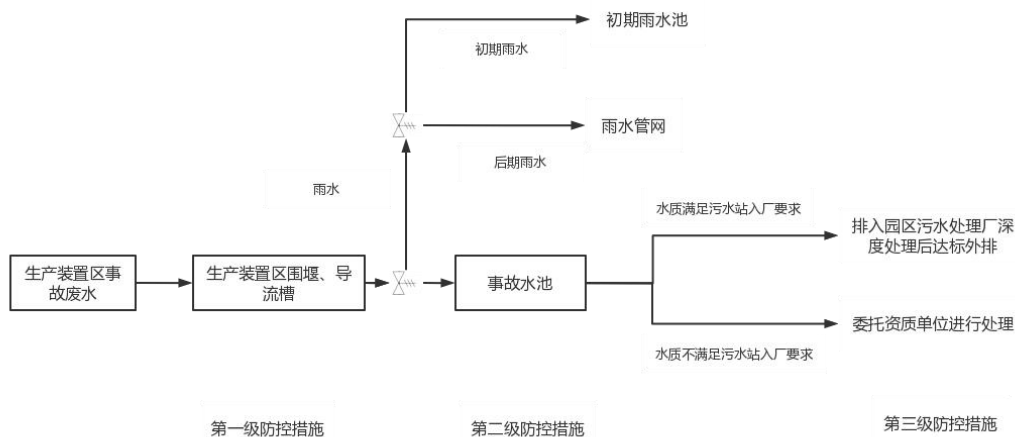 初期雨水池
初期雨水
雨水管网
后期雨水
雨水
水质满足污水站入厂要求
排入园区污水处理厂深
度处理后达标外排
生产装置区事
故废水
生产装置区围堰、导
流槽
事故水池
委托资质单位进行处理
水质不满足污水站入厂要求
第一级防控措施
第二级防控措施
第三级防控措施